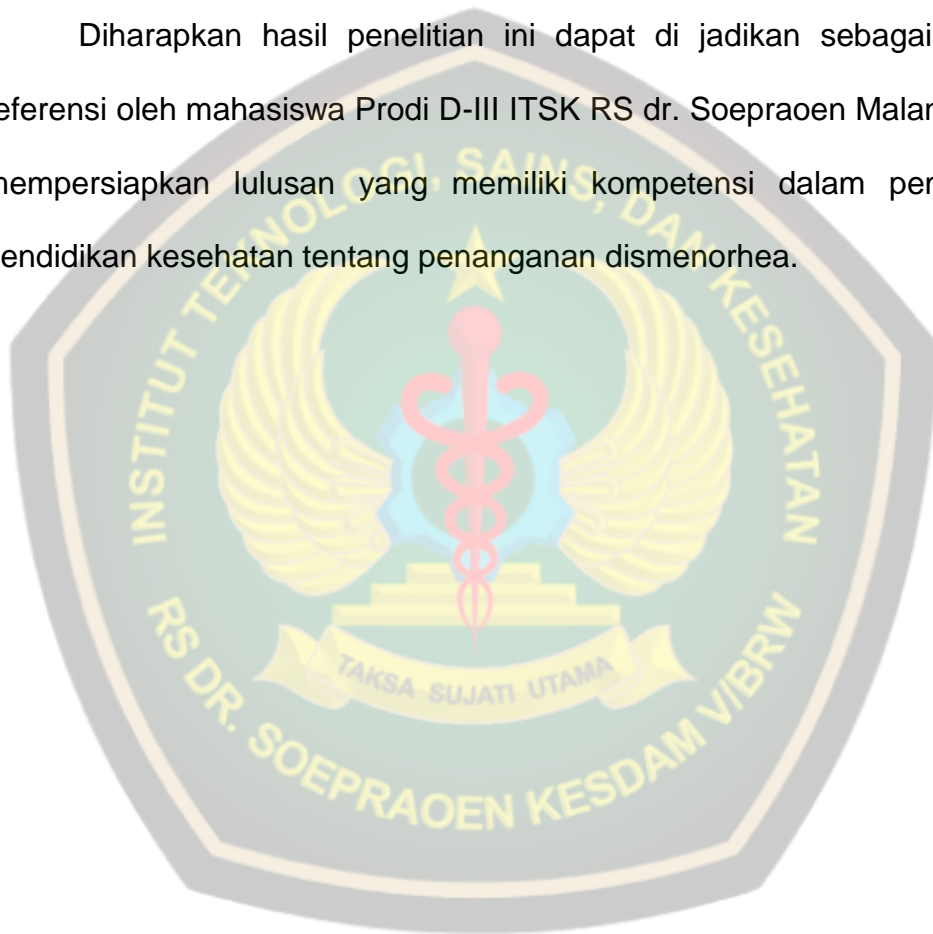 Diharapkan hasil penelitian ini dapat di jadikan sebagai
eferensi oleh mahasiswa Prodi D-III ITSK RS dr. Soepraoen Malan
mempersiapkan lulusan yang memiliki kompetensi dalam per
endidikan kesehatan tentang penanganan dismenorhea.
INSTITUT TEKNOLOGI, SAINS, DAN KESEHATAN
TAKSA SUJATI UTAMA
RS DR. SOEPRAOEN KESDAM V/BRW